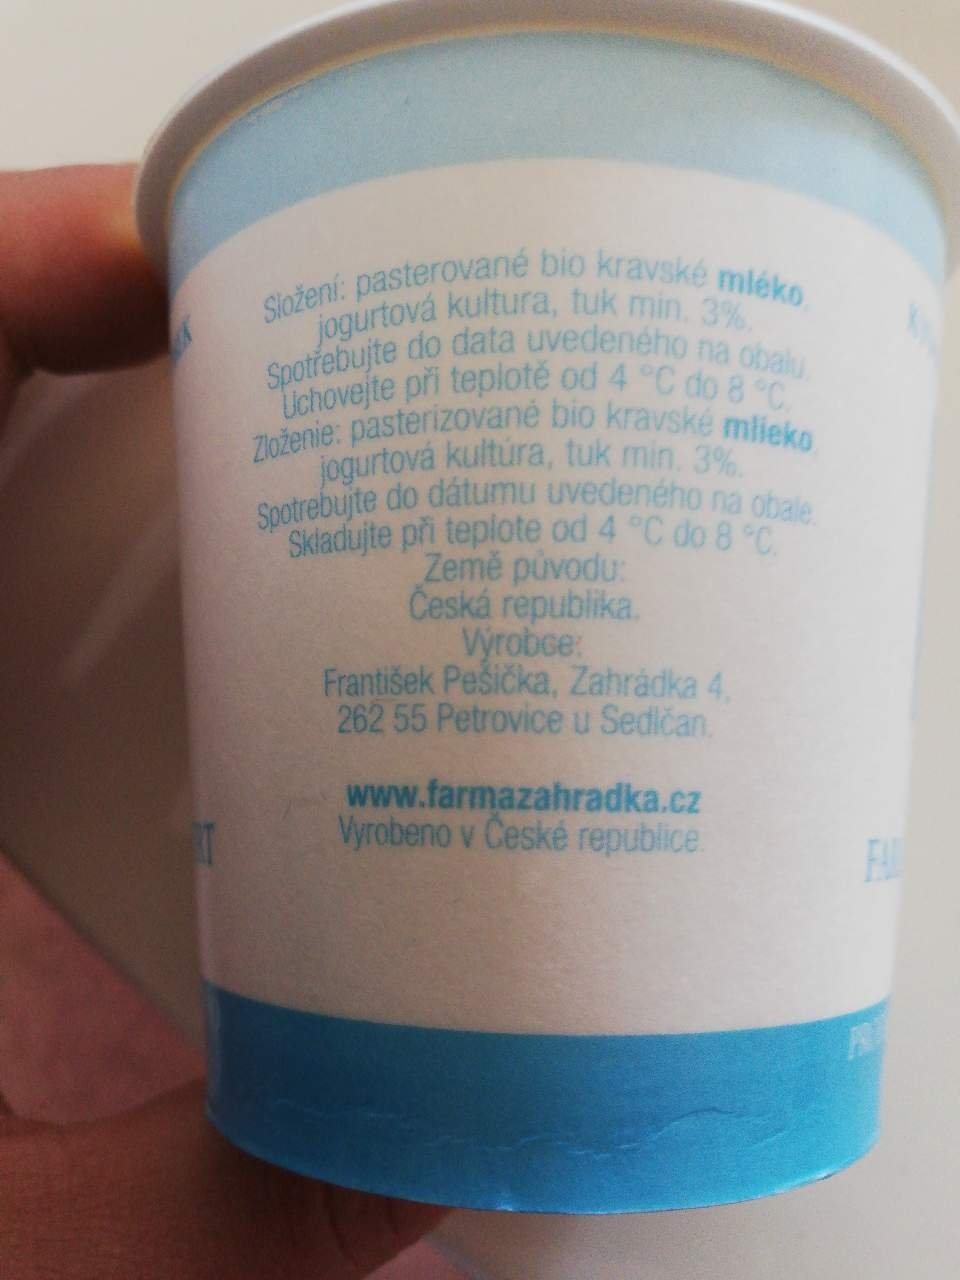 Složení: pasterované bio kravské mléko,
jogurtová kultura, tuk min. 3%.
Spotřebujte do data uvedeného na obalu.
Uchovejte při teplotě od 4 °C do 8 °C.
Zloženie: pasterizované bio kravské mlieko,
jogurtová kultúra, tuk min. 3%.
Spotrebujte do dátumu uvedeného na obale.
Skladujte při teplote od 4 °C do 8 °C.
Země původu:
Česká republika.
Výrobce:
František Pešička, Zahrádka 4,
262 55 Petrovice u Sedlčan.
www.farmazahradka.cz
Vyrobeno v České republice.